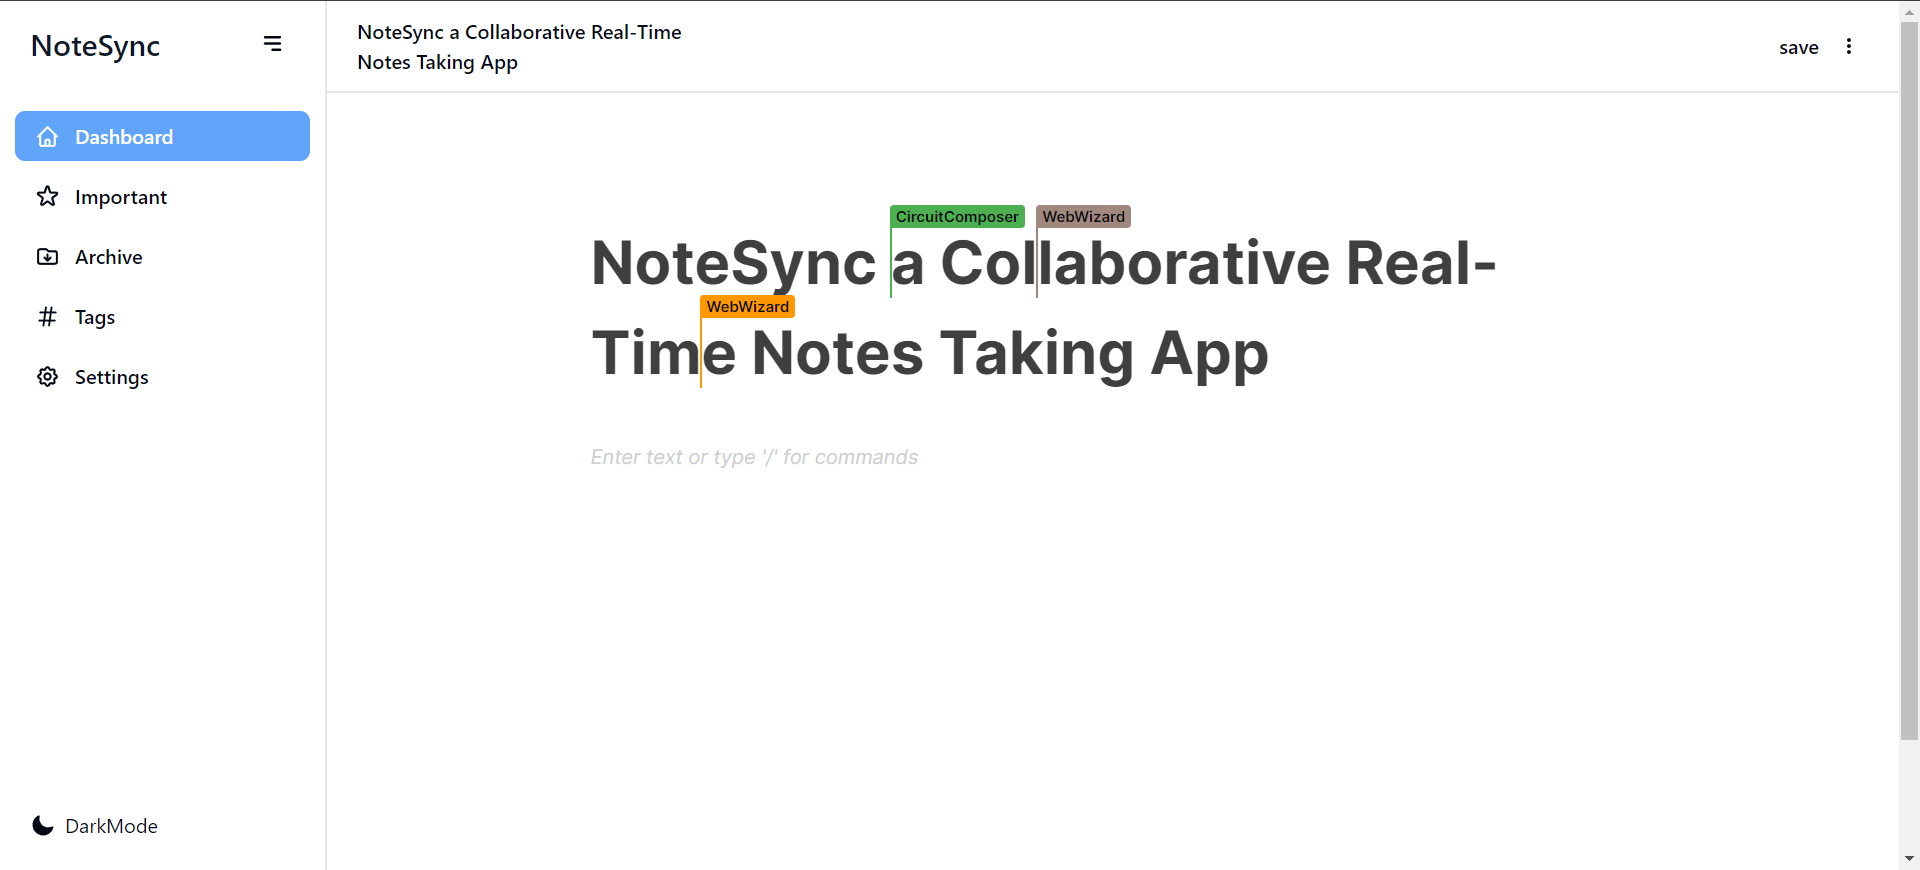 NoteSync
Dashboard
Important
Archive
# Tags
Settings
DarkMode
NoteSync a Collaborative Real-Time
Notes Taking App
save
CircuitComposer
WebWizard
NoteSync a Collaborative Real-
WebWizard
Time Notes Taking App
Enter text or type '/' for commands